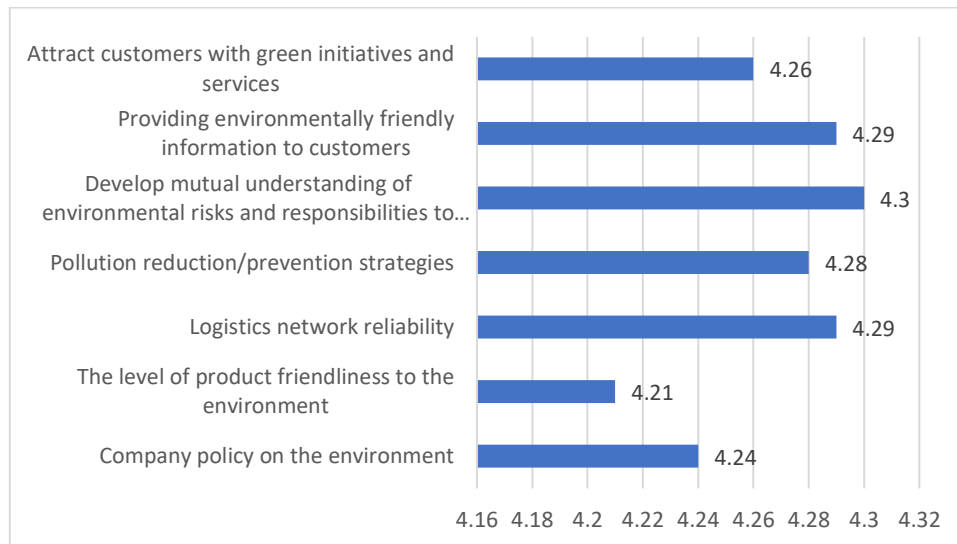 Attract customers with green initiatives and
services
4.26
Providing environmentally friendly
information to customers
4.29
Develop mutual understanding of
environmental risks and responsibilities to...
4.3
Pollution reduction/prevention strategies
4.28
Logistics network reliability
4.29
The level of product friendliness to the
environment
4.21
Company policy on the environment
4.24
4.16 4.18 4.2 4.22 4.24 4.26 4.28 4.3 4.32